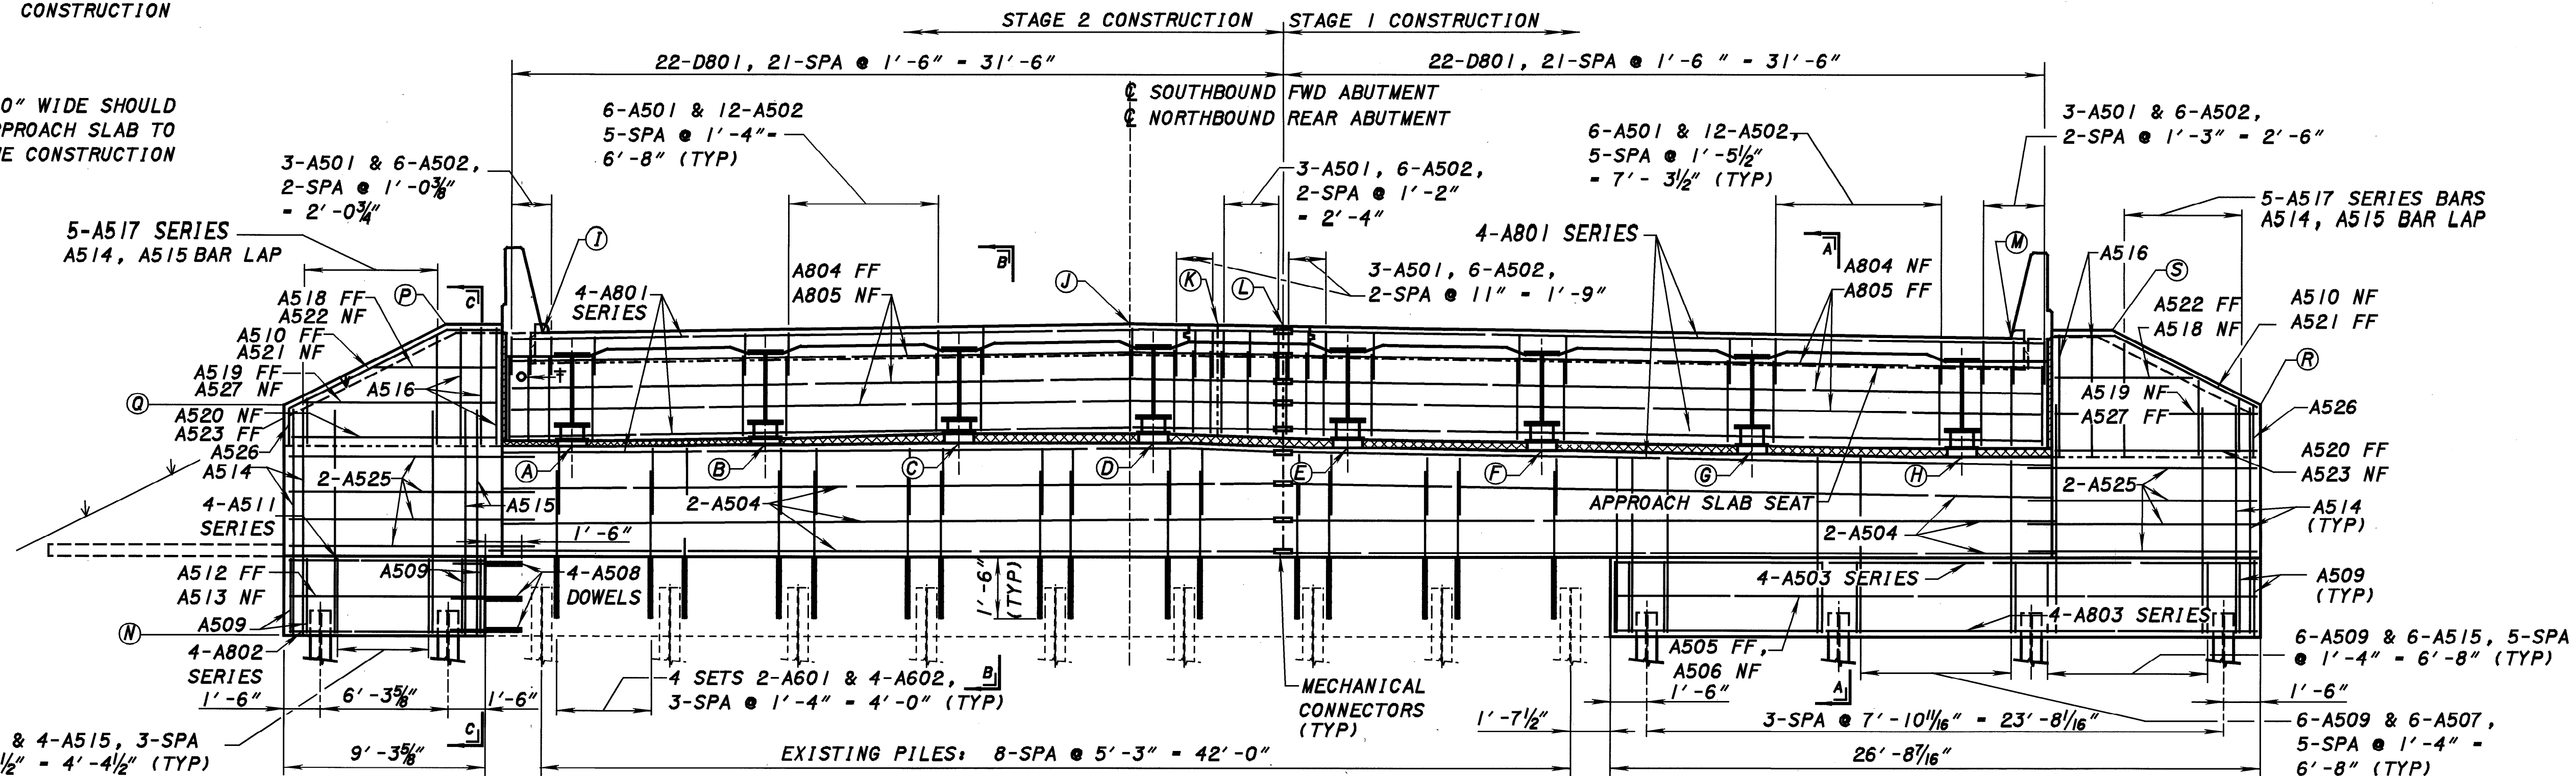 CONSTRUCTION
0" WIDE SHOULD
PPROACH SLAB TO
E CONSTRUCTION
STAGE 2 CONSTRUCTION
STAGE 1 CONSTRUCTION
22-D801, 21-SPA @ 1'-6" = 31'-6"
22-D801, 21-SPA @ 1'-6 " = 31'-6"
℄ SOUTHBOUND FWD ABUTMENT
℄ NORTHBOUND REAR ABUTMENT
6-A501 & 12-A502
5-SPA @ 1'-4"=
6'-8" (TYP)
3-A501 & 6-A502,
2-SPA @ 1'-0⅜"
= 2'-0¾"
3-A501, 6-A502,
2-SPA @ 1'-2"
= 2'-4"
6-A501 & 12-A502,
5-SPA @ 1'-5½"
= 7'- 3½" (TYP)
3-A501 & 6-A502,
2-SPA @ 1'-3" = 2'-6"
5-A517 SERIES
A514, A515 BAR LAP
5-A517 SERIES BARS
A514, A515 BAR LAP
I
B
J
K
L
A
M
S
P
C
4-A801 SERIES
3-A501, 6-A502,
2-SPA @ 11" = 1'-9"
A804 FF
A805 NF
4-A801
SERIES
A804 NF
A805 FF
A516
A518 FF
A522 NF
A510 FF
A521 NF
A519 FF
A527 NF
A516
A522 FF
A518 NF
A510 NF
A521 FF
R
Q
A520 NF
A523 FF
A526
A514
A519 NF
A527 FF
A526
A520 FF
A523 NF
A
B
C
D
E
F
G
H
2-A525
A515
4-A511
SERIES
2-A504
1'-6"
APPROACH SLAB SEAT
2-A504
2-A525
A514
(TYP)
A512 FF
A513 NF
A509
4-A508
DOWELS
1'-6"
(TYP)
4-A503 SERIES
A509
(TYP)
A509
N
4-A802
SERIES
4-A803 SERIES
A505 FF,
A506 NF
6-A509 & 6-A515, 5-SPA
@ 1'-4" = 6'-8" (TYP)
1'-6"
6'-3⅝"
1'-6"
4 SETS 2-A601 & 4-A602,
3-SPA @ 1'-4" = 4'-0" (TYP)
B
MECHANICAL
CONNECTORS
(TYP)
1'-6"
A
1'-6"
1'-7½"
3-SPA @ 7'-10 11/16" = 23'-8 1/16"
6-A509 & 6-A507,
5-SPA @ 1'-4" =
6'-8" (TYP)
& 4-A515, 3-SPA
½" = 4'-4½" (TYP)
C
9'-3⅝"
EXISTING PILES: 8-SPA @ 5'-3" = 42'-0"
26'-8 7/16"